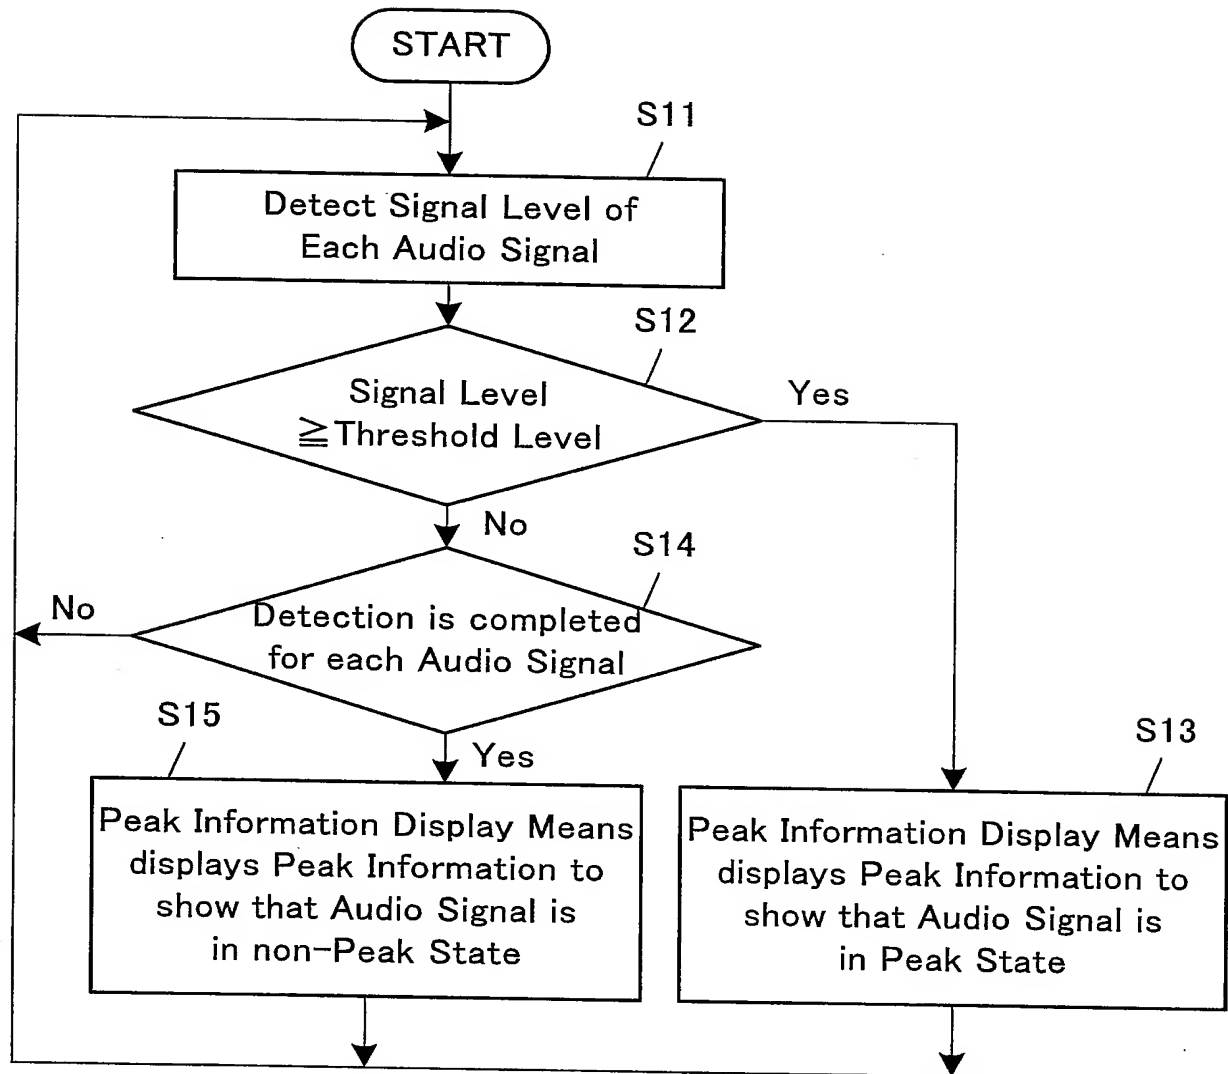 START
S11
Detect Signal Level of
Each Audio Signal
S12
Signal Level
≧Threshold Level
Yes
No
S14
Detection is completed
for each Audio Signal
No
S15
Yes
S13
Peak Information Display Means
displays Peak Information to
show that Audio Signal is
in non-Peak State
Peak Information Display Means
displays Peak Information to
show that Audio Signal is
in Peak State